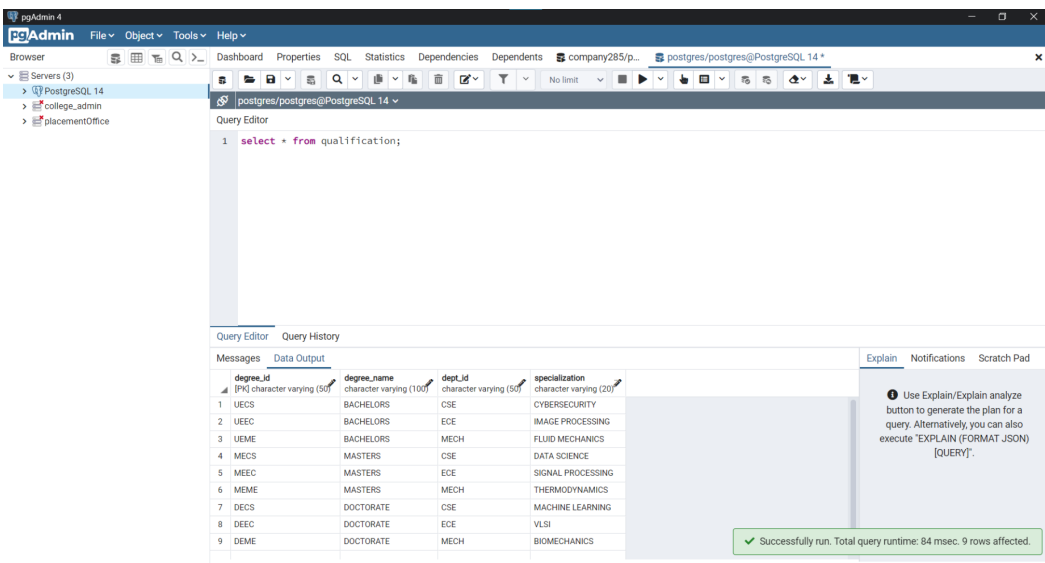 pgAdmin 4
pgAdmin File Object Tools Help
Browser
Dashboard Properties SQL Statistics Dependencies Dependents company285/p... postgres/postgres@PostgreSQL 14 *
Servers (3)
PostgreSQL 14
college_admin
placementOffice
No limit
postgres/postgres@PostgreSQL 14
Query Editor
1 select * from qualification;
Query Editor Query History
Messages Data Output
degree_id degree_name dept_id specialization
[PK] character varying (50) character varying (100) character varying (50) character varying (20)
1 UECS BACHELORS CSE CYBERSECURITY
2 UEEC BACHELORS ECE IMAGE PROCESSING
3 UEME BACHELORS MECH FLUID MECHANICS
4 MECS MASTERS CSE DATA SCIENCE
5 MEEC MASTERS ECE SIGNAL PROCESSING
6 MEME MASTERS MECH THERMODYNAMICS
7 DECS DOCTORATE CSE MACHINE LEARNING
8 DEEC DOCTORATE ECE VLSI
9 DEME DOCTORATE MECH BIOMECHANICS
Explain Notifications Scratch Pad
Use Explain/Explain analyze
button to generate the plan for a
query. Alternatively, you can also
execute "EXPLAIN (FORMAT JSON)
[QUERY]".
Successfully run. Total query runtime: 84 msec. 9 rows affected.